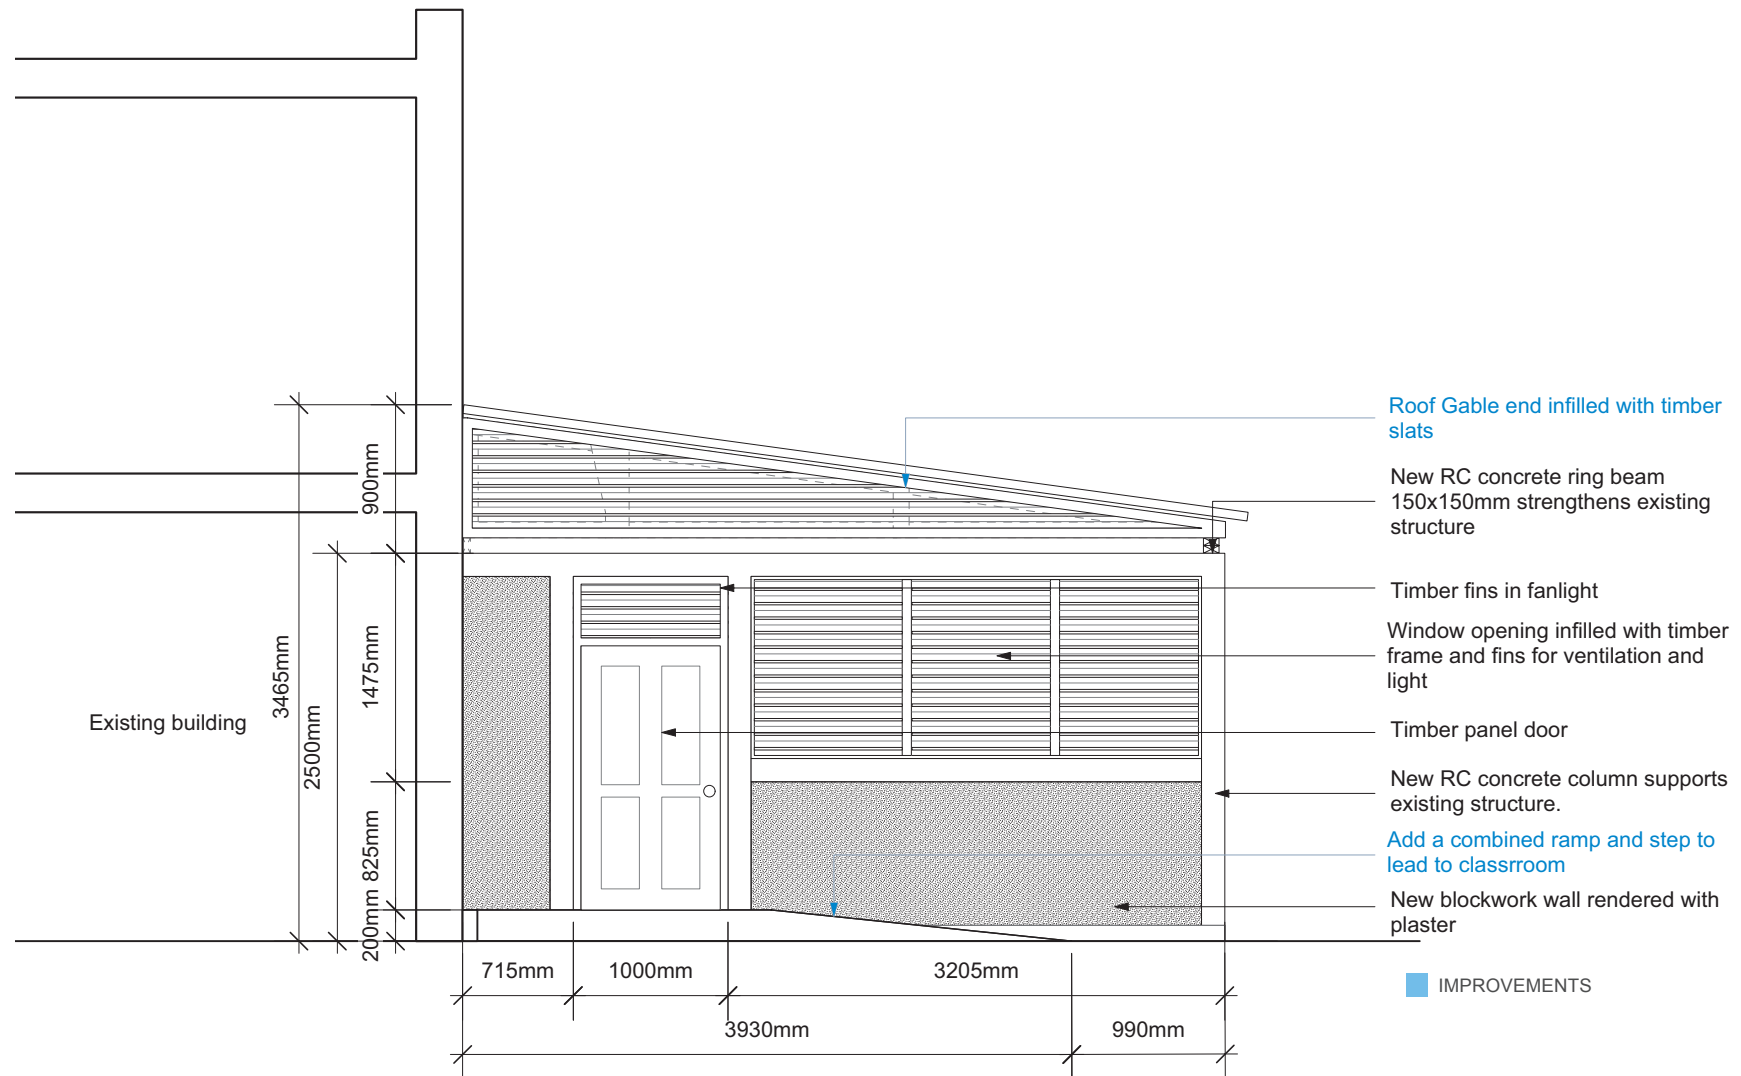 Roof Gable end infilled with timber
slats
New RC concrete ring beam
150x150mm strengthens existing
structure
Timber fins in fanlight
Window opening infilled with timber
frame and fins for ventilation and
light
Timber panel door
New RC concrete column supports
existing structure.
Add a combined ramp and step to
lead to classrroom
New blockwork wall rendered with
plaster
IMPROVEMENTS
Existing building
3465mm
2500mm
900mm
1475mm
825mm
200mm
715mm
1000mm
3205mm
3930mm
990mm